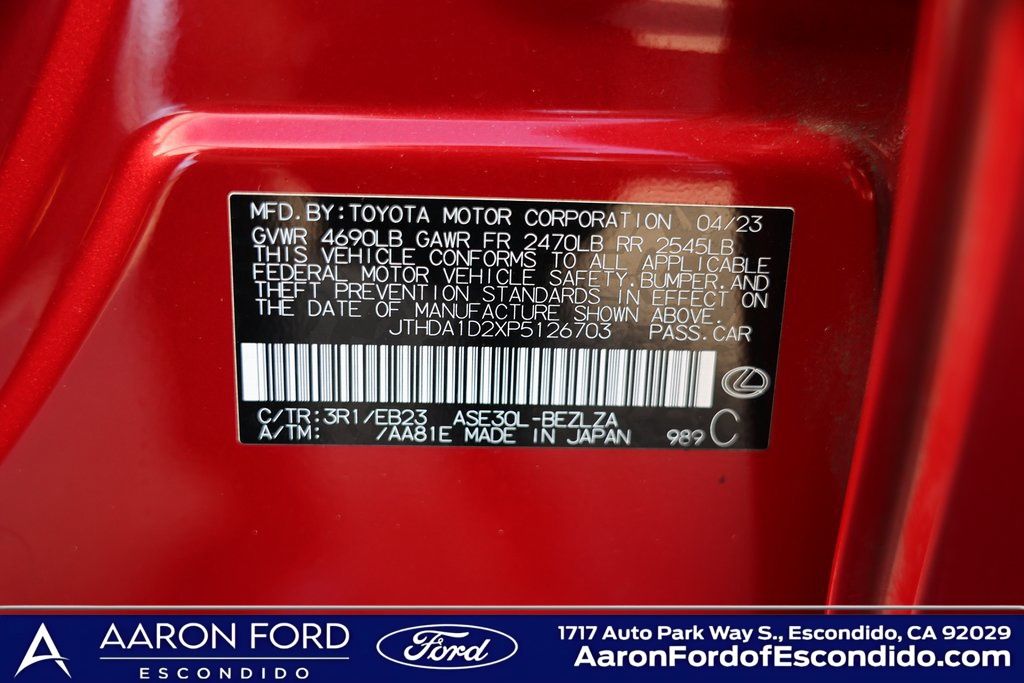 MFD. BY: TOYOTA MOTOR CORPORATION 04/23
GVWR 4690LB GAWR FR 2470LB RR 2545LB
THIS VEHICLE CONFORMS TO ALL APPLICABLE
FEDERAL MOTOR VEHICLE SAFETY, BUMPER, AND
THEFT PREVENTION STANDARDS IN EFFECT ON
THE DATE OF MANUFACTURE SHOWN ABOVE.
JTHDA1D2XP5126703 PASS. CAR
C/TR: 3R1/EB23 ASE30L-BEZLZA
A/TM: /AA81E MADE IN JAPAN 989 C
AARON FORD
ESCONDIDO
Ford
1717 Auto Park Way S., Escondido, CA 92029
AaronFordofEscondido.com